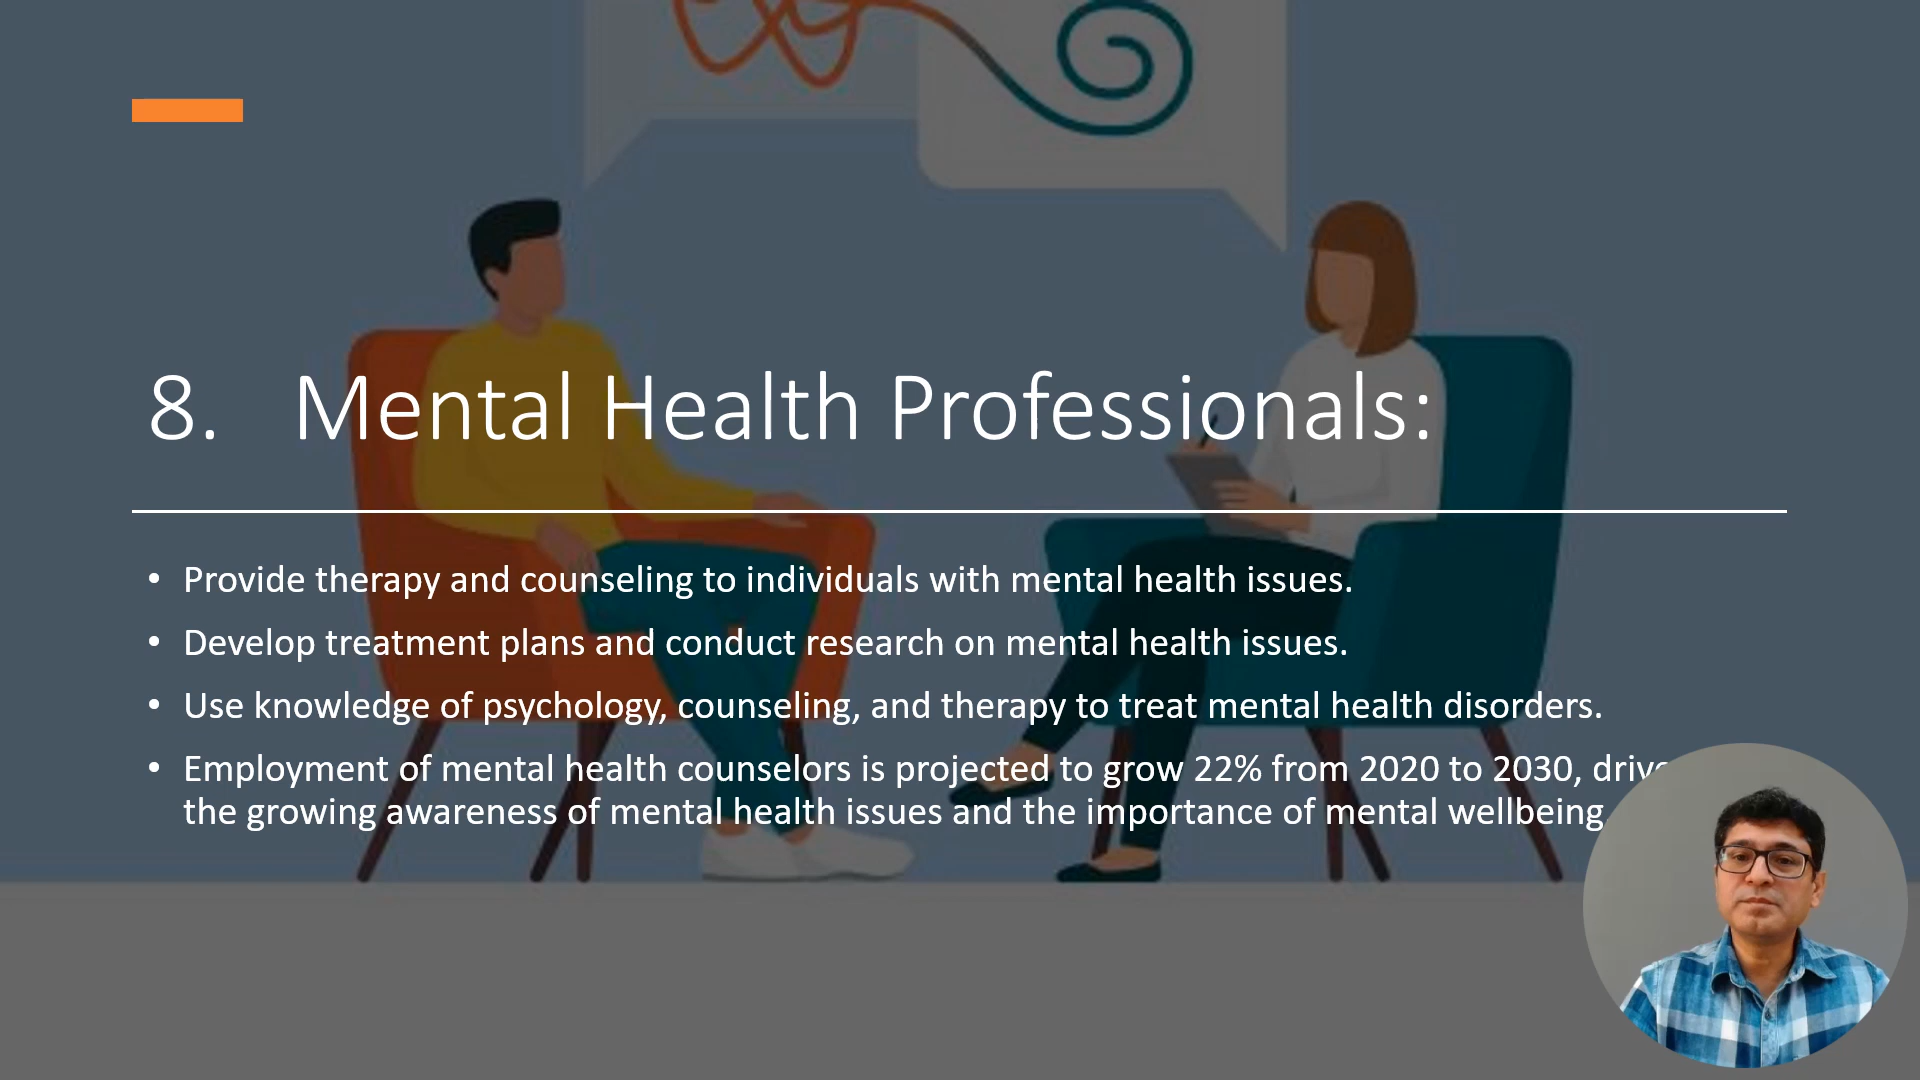 8. Mental Health Professionals:
• Provide therapy and counseling to individuals with mental health issues.
• Develop treatment plans and conduct research on mental health issues.
• Use knowledge of psychology, counseling, and therapy to treat mental health disorders.
• Employment of mental health counselors is projected to grow 22% from 2020 to 2030,
the growing awareness of mental health issues and the importance of mental wellbeing